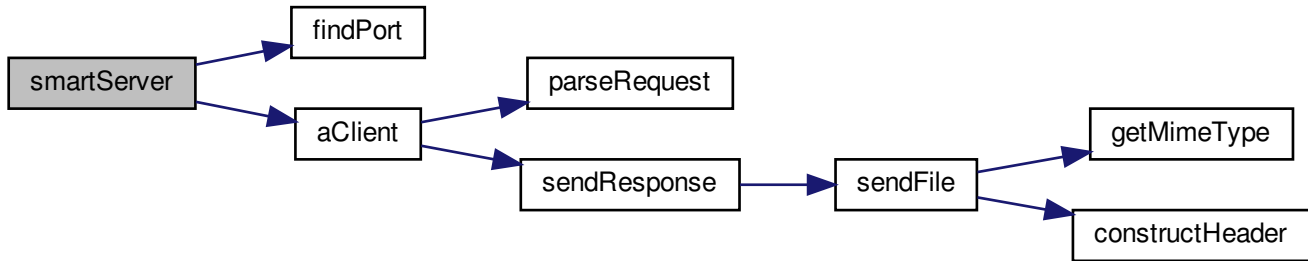 smartServer
findPort
aClient
parseRequest
sendResponse
sendFile
getMimeType
constructHeader